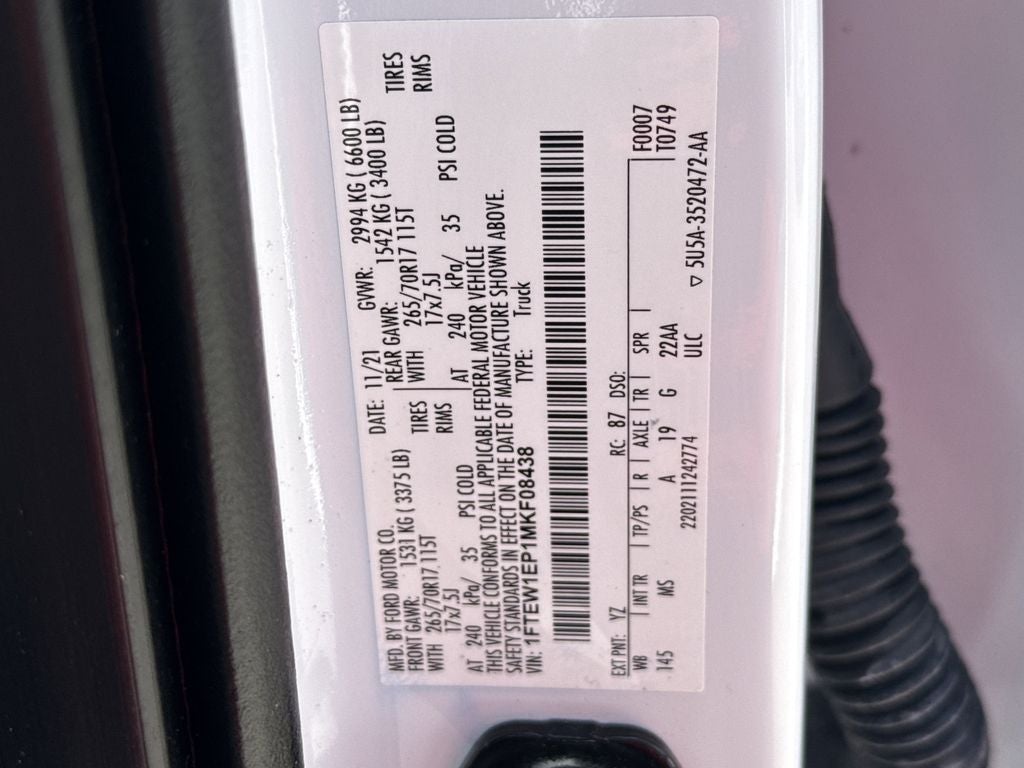 MFD. BY FORD MOTOR CO. DATE: 11/21 GVWR: 2994 KG ( 6600 LB)
FRONT GAWR: 1531 KG ( 3375 LB) REAR GAWR: 1542 KG ( 3400 LB)
WITH 265/70R17 115T TIRES WITH 265/70R17 115T TIRES
17x7.5J RIMS 17x7.5J RIMS
AT 240 kPa/ 35 PSI COLD AT 240 kPa/ 35 PSI COLD
THIS VEHICLE CONFORMS TO ALL APPLICABLE FEDERAL MOTOR VEHICLE
SAFETY STANDARDS IN EFFECT ON THE DATE OF MANUFACTURE SHOWN ABOVE.
VIN: 1FTEW1EP1MKF08438 TYPE: Truck
EXT PNT: YZ RC: 87 DSO: F0007
WB INT TR TP/PS R AXLE TR SPR T0749
145 MS A 19 G 22AA
2202111242774 ULC ▽ 5U5A-3520472-AA